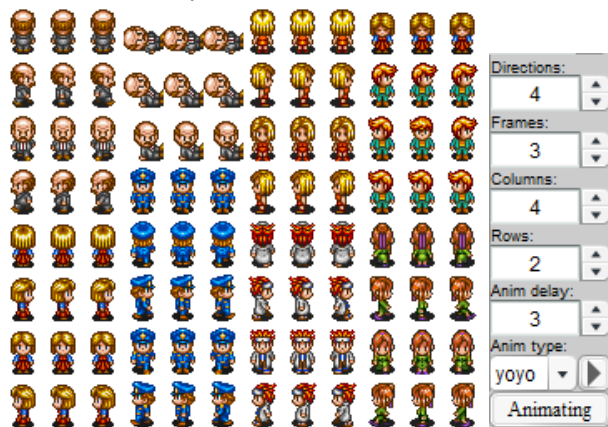 Directions:
4
Frames:
3
Columns:
4
Rows:
2
Anim delay:
3
Anim type:
yoyo
Animating